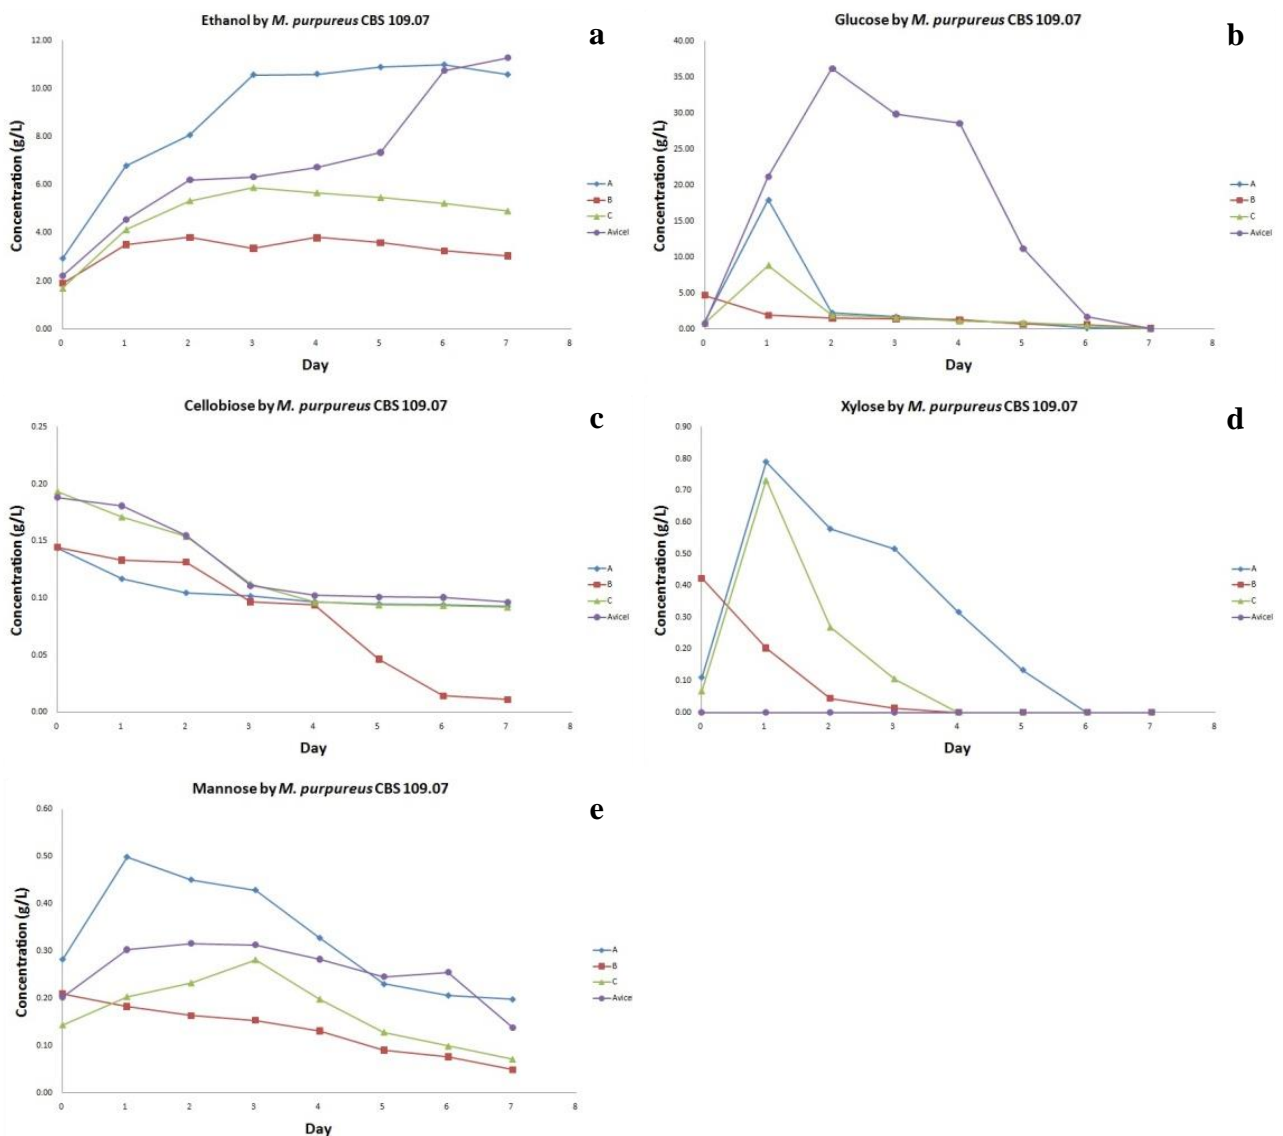 Ethanol by M. purpureus CBS 109.07
a
12.00
10.00
8.00
6.00
4.00
2.00
0.00
Concentration (g/L)
0 1 2 3 4 5 6 7 8
Day
A
B
C
Avicel
Glucose by M. purpureus CBS 109.07
b
40.00
35.00
30.00
25.00
20.00
15.00
10.00
5.00
0.00
Concentration (g/L)
0 1 2 3 4 5 6 7 8
Day
A
B
C
Avicel
Cellobiose by M. purpureus CBS 109.07
c
0.25
0.20
0.15
0.10
0.05
0.00
Concentration (g/L)
0 1 2 3 4 5 6 7 8
Day
A
B
C
Avicel
Xylose by M. purpureus CBS 109.07
d
0.90
0.80
0.70
0.60
0.50
0.40
0.30
0.20
0.10
0.00
Concentration (g/L)
0 1 2 3 4 5 6 7 8
Day
A
B
C
Avicel
Mannose by M. purpureus CBS 109.07
e
0.60
0.50
0.40
0.30
0.20
0.10
0.00
Concentration (g/L)
0 1 2 3 4 5 6 7 8
Day
A
B
C
Avicel